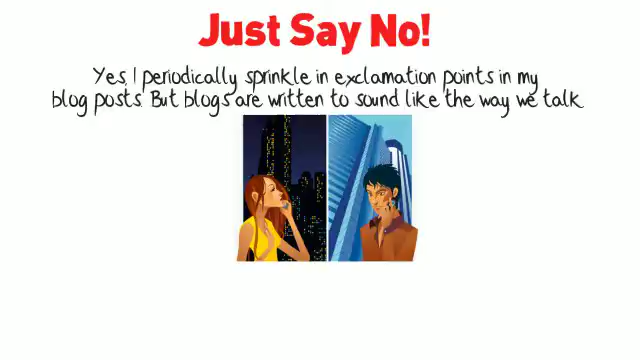 Just Say No!
Yes, I periodically sprinkle in exclamation points in my
blog posts. But blogs are written to sound like the way we talk